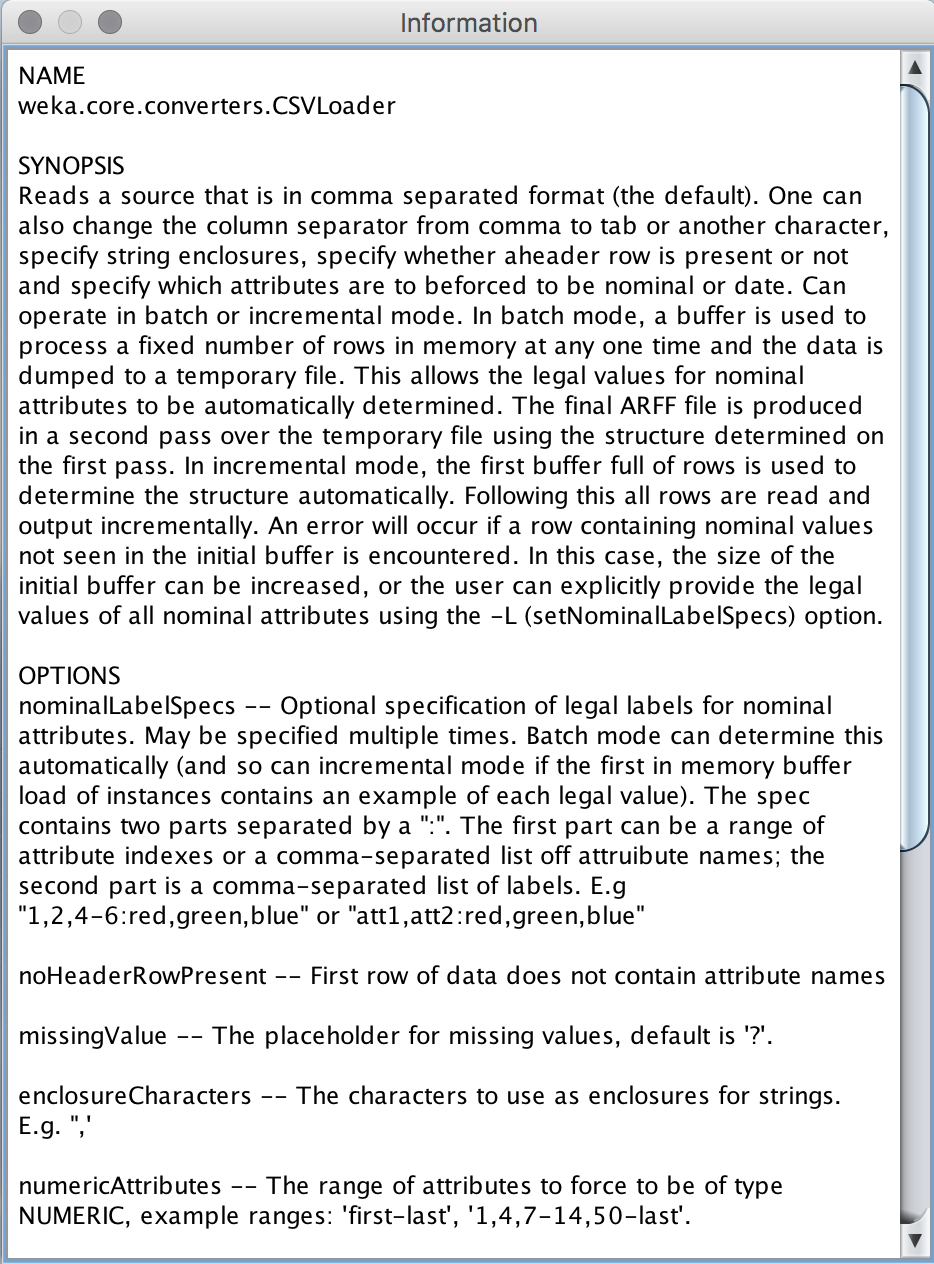 Information
NAME
weka.core.converters.CSVLoader
SYNOPSIS
Reads a source that is in comma separated format (the default). One can
also change the column separator from comma to tab or another character,
specify string enclosures, specify whether aheader row is present or not
and specify which attributes are to beforced to be nominal or date. Can
operate in batch or incremental mode. In batch mode, a buffer is used to
process a fixed number of rows in memory at any one time and the data is
dumped to a temporary file. This allows the legal values for nominal
attributes to be automatically determined. The final ARFF file is produced
in a second pass over the temporary file using the structure determined on
the first pass. In incremental mode, the first buffer full of rows is used to
determine the structure automatically. Following this all rows are read and
output incrementally. An error will occur if a row containing nominal values
not seen in the initial buffer is encountered. In this case, the size of the
initial buffer can be increased, or the user can explicitly provide the legal
values of all nominal attributes using the -L (setNominalLabelSpecs) option.
OPTIONS
nominalLabelSpecs -- Optional specification of legal labels for nominal
attributes. May be specified multiple times. Batch mode can determine this
automatically (and so can incremental mode if the first in memory buffer
load of instances contains an example of each legal value). The spec
contains two parts separated by a ":". The first part can be a range of
attribute indexes or a comma-separated list off attruibute names; the
second part is a comma-separated list of labels. E.g
"1,2,4-6:red,green,blue" or "att1,att2:red,green,blue"
noHeaderRowPresent -- First row of data does not contain attribute names
missingValue -- The placeholder for missing values, default is '?'.
enclosureCharacters -- The characters to use as enclosures for strings.
E.g. ",'
numericAttributes -- The range of attributes to force to be of type
NUMERIC, example ranges: 'first-last', '1,4,7-14,50-last'.